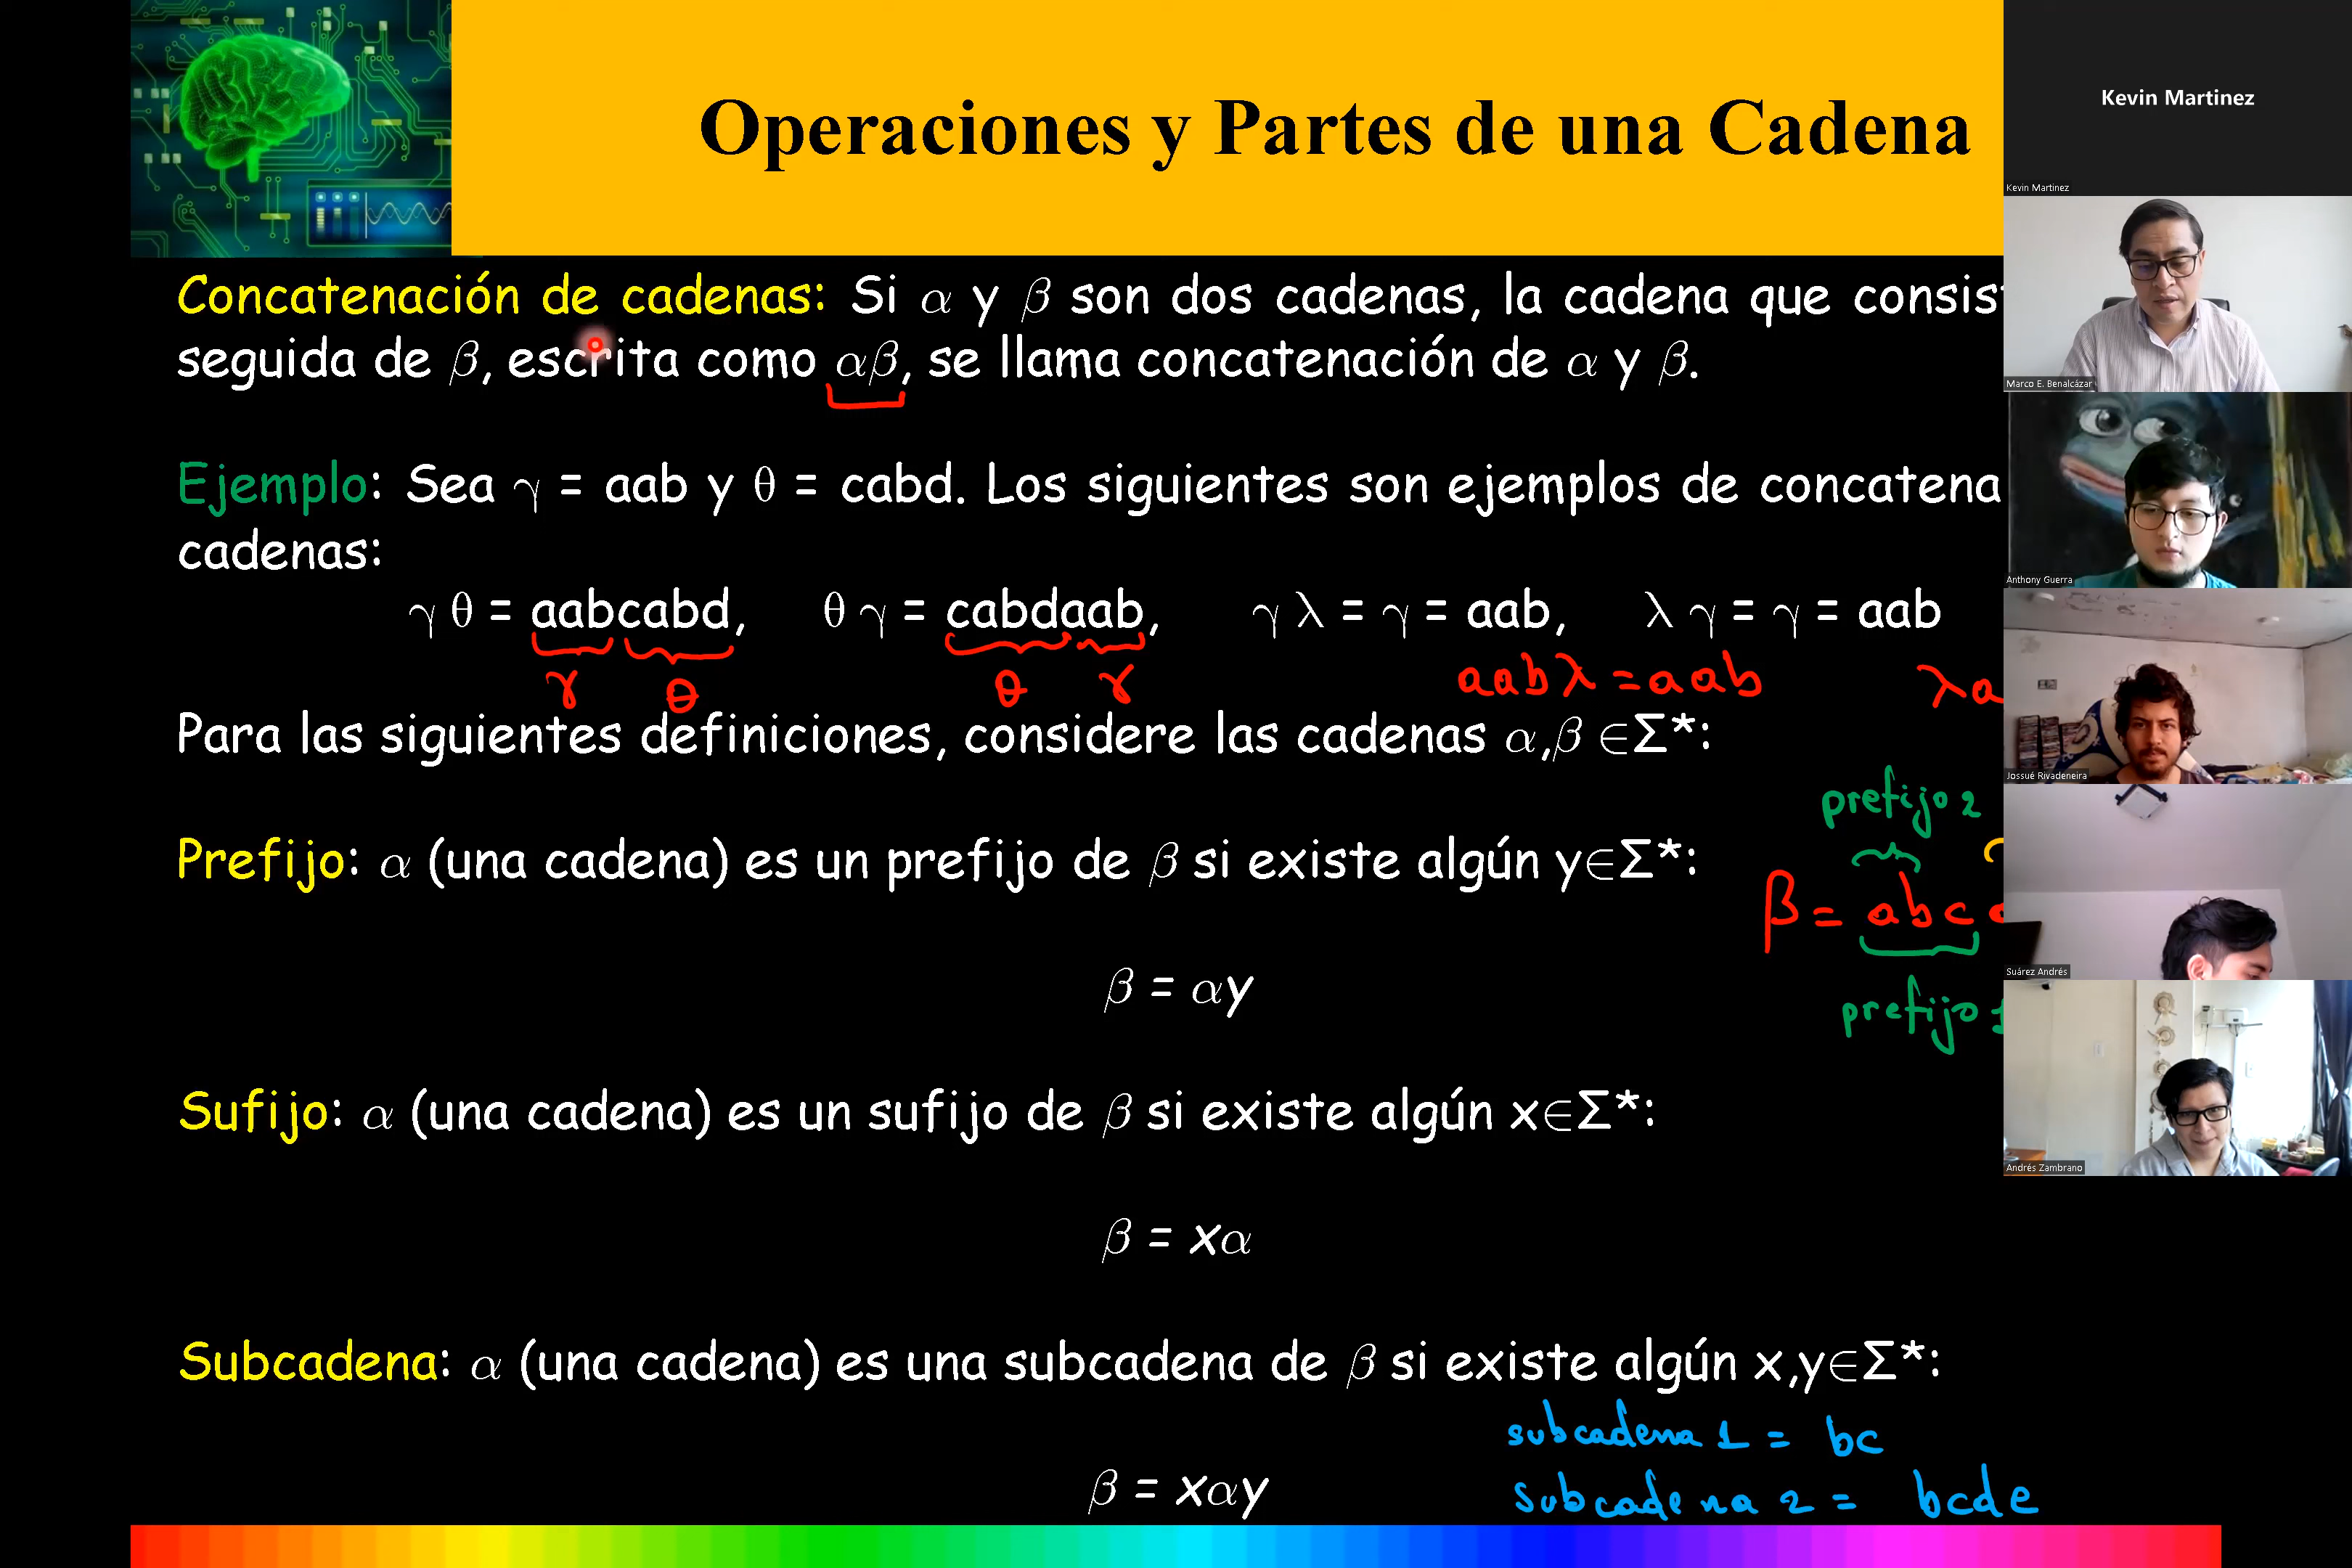 Operaciones y Partes de una Cadena
Concatenación de cadenas: Si α y β son dos cadenas, la cadena que consis
seguida de β, escrita como αβ, se llama concatenación de α y β.
Ejemplo: Sea γ = aab y θ = cabd. Los siguientes son ejemplos de concatena
cadenas:
γ θ = aabcabd, θ γ = cabdaab, γ λ = γ = aab, λ γ = γ = aab
γ θ θ γ aabλ = aab λa
Para las siguientes definiciones, considere las cadenas α,β ∈Σ*:
prefijo 2
Prefijo: α (una cadena) es un prefijo de β si existe algún y∈Σ*:
β = abc
β = αy
prefijo 1
Sufijo: α (una cadena) es un sufijo de β si existe algún x∈Σ*:
β = xα
Subcadena: α (una cadena) es una subcadena de β si existe algún x,y∈Σ*:
subcadena 1 = bc
β = xαy
subcadena 2 = bcde
Kevin Martinez
Kevin Martinez
Marco E. Benalcázar
Anthony Guerra
Jossué Rivadeneira
Suárez Andrés
Andrés Zambrano